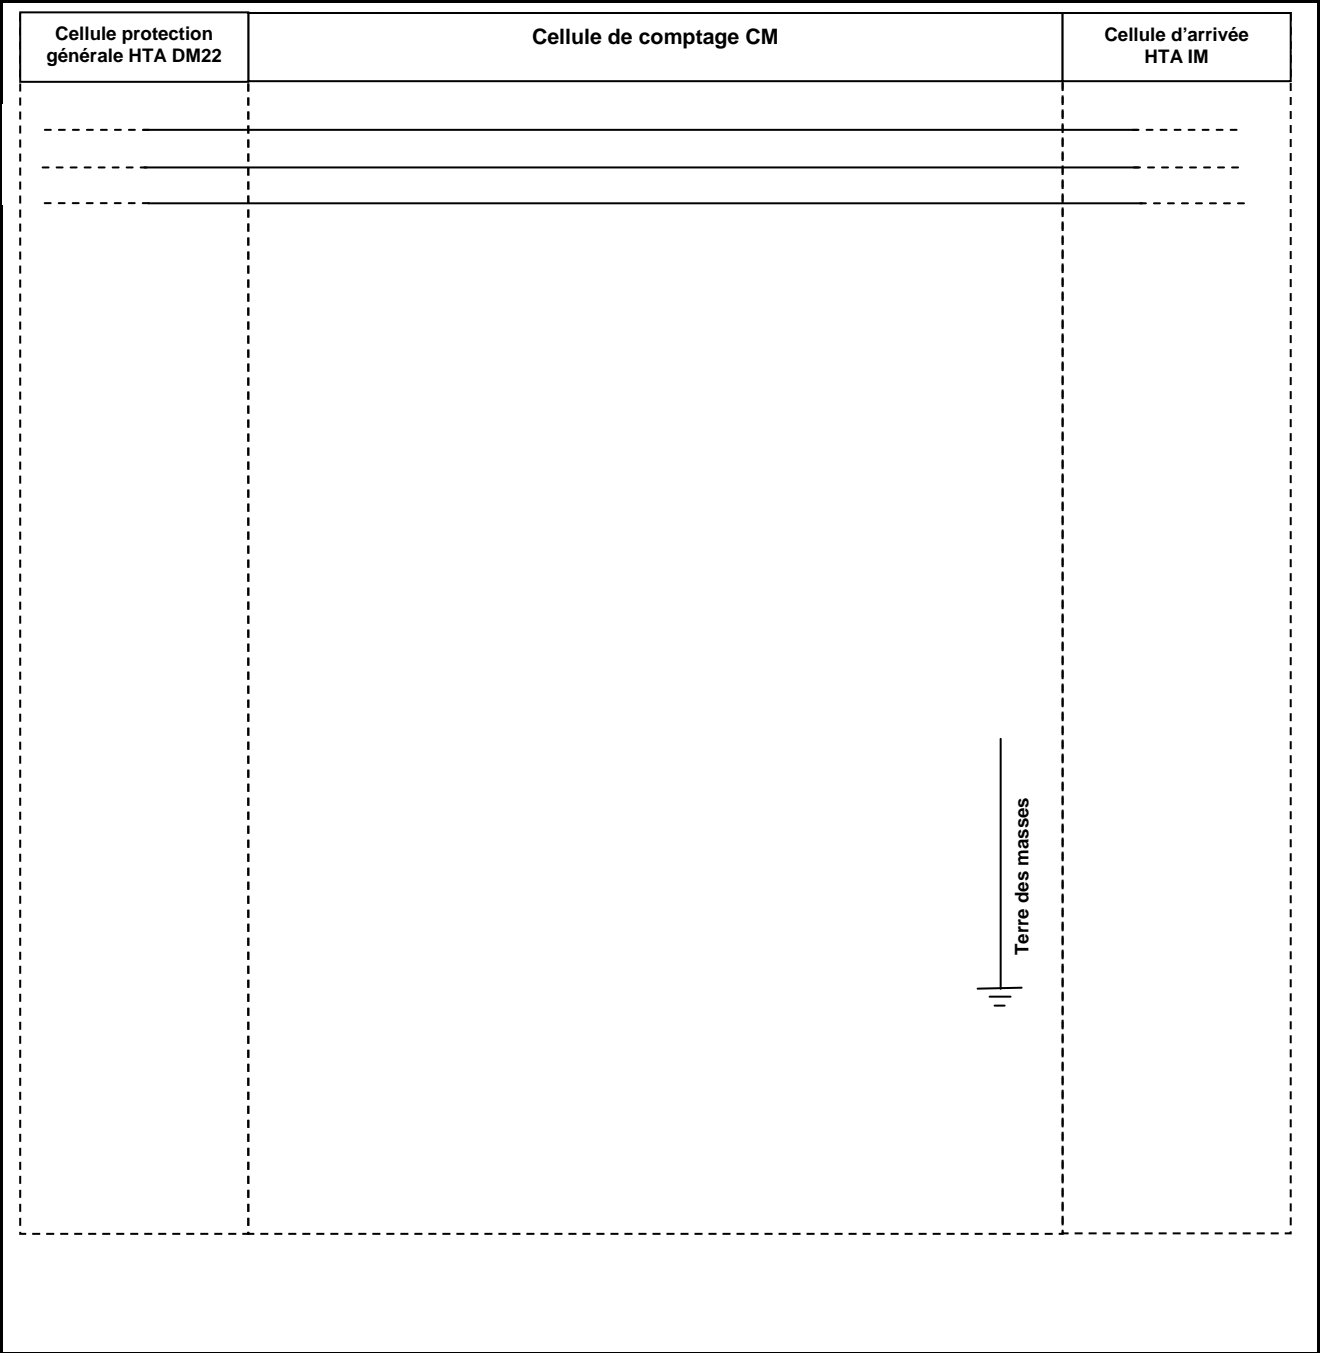 Cellule protection
générale HTA DM22
Cellule de comptage CM
Cellule d’arrivée
HTA IM
Terre des masses